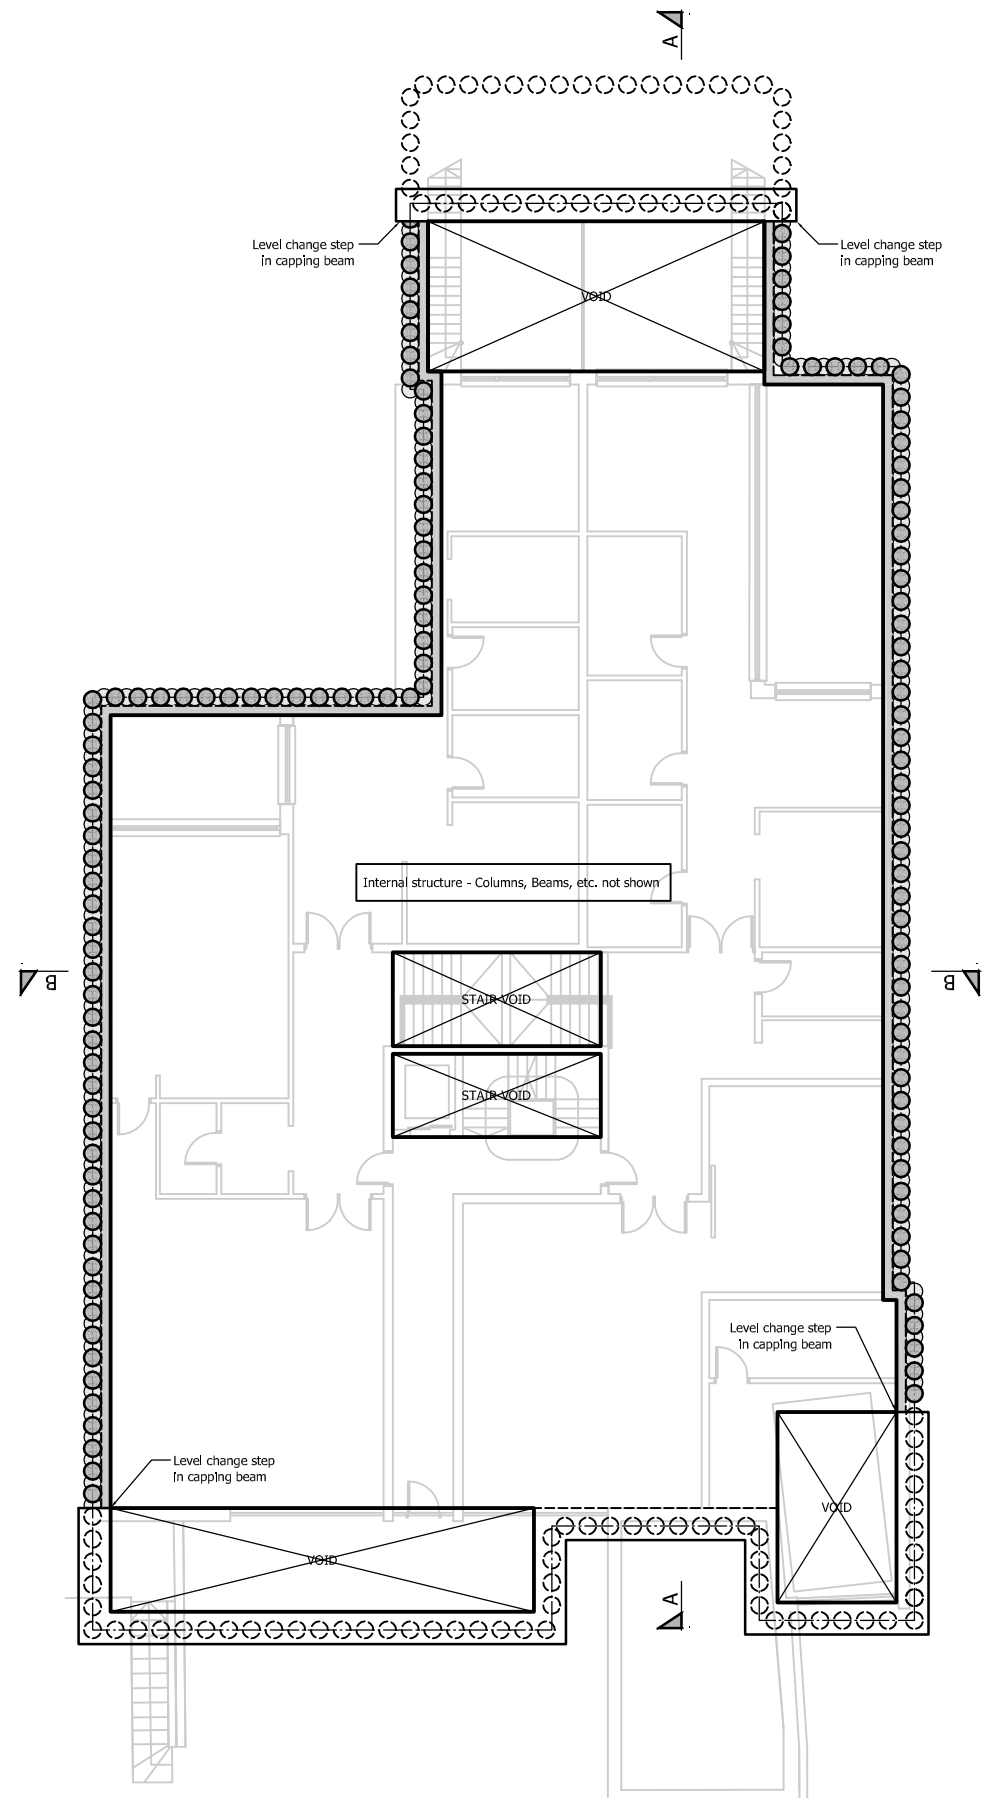 A
Level change step
in capping beam
Level change step
in capping beam
VOID
Internal structure - Columns, Beams, etc. not shown
B
B
STAIR VOID
STAIR VOID
Level change step
in capping beam
Level change step
in capping beam
VOID
VOID
A